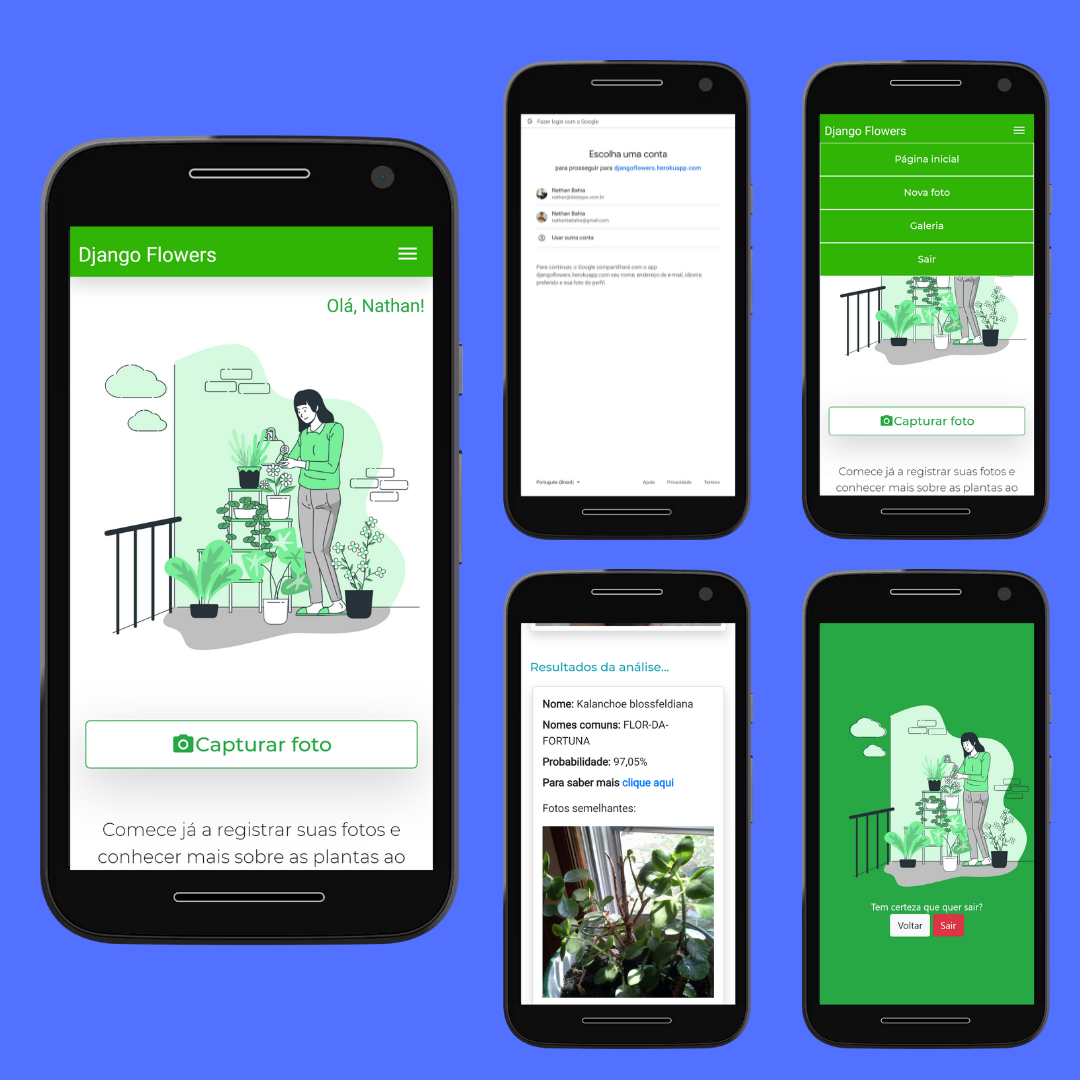 Django Flowers
Olá, Nathan!
Capturar foto
Comece já a registrar suas fotos e
conhecer mais sobre as plantas ao
Fazer login com o Google
Escolha uma conta
para prosseguir para djangoflowers.herokuapp.com
Nathan Bahia
Nathan Bahia
Usar outra conta
Para continuar, o Google compartilhará com o app
djangoflowers.herokuapp.com seu nome, endereço de e-mail, idioma
preferido e sua foto do perfil.
Português (Brasil)
Ajuda Privacidade Termos
Django Flowers
Página inicial
Nova foto
Galeria
Sair
Capturar foto
Comece já a registrar suas fotos e
conhecer mais sobre as plantas ao
Resultados da análise...
Nome: Kalanchoe blossfeldiana
Nomes comuns: FLOR-DA-
FORTUNA
Probabilidade: 97,05%
Para saber mais clique aqui
Fotos semelhantes:
Tem certeza que quer sair?
Voltar Sair